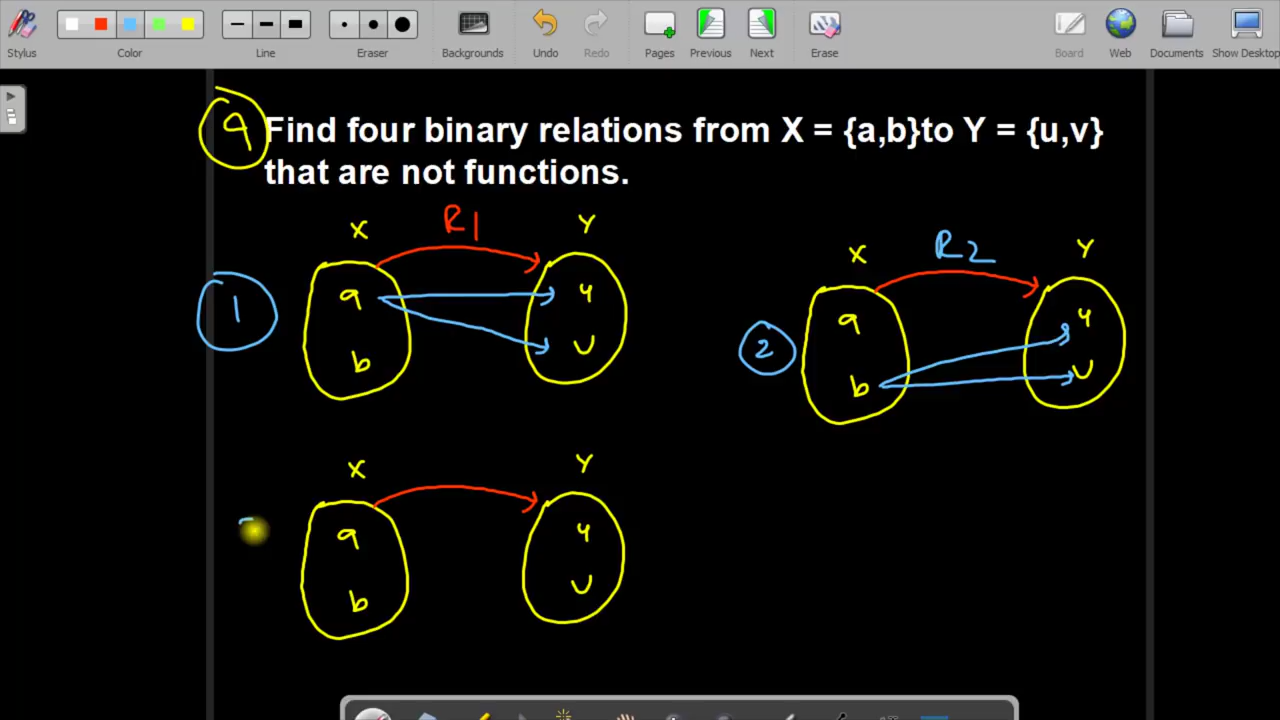 Stylus Color Line Eraser Backgrounds Undo Redo Pages Previous Next Erase Board Web Documents Show Desktop
9 Find four binary relations from X = {a,b}to Y = {u,v}
that are not functions.
X R1 Y
1
a u
b v
X R2 Y
2
a u
b v
X Y
a u
b v